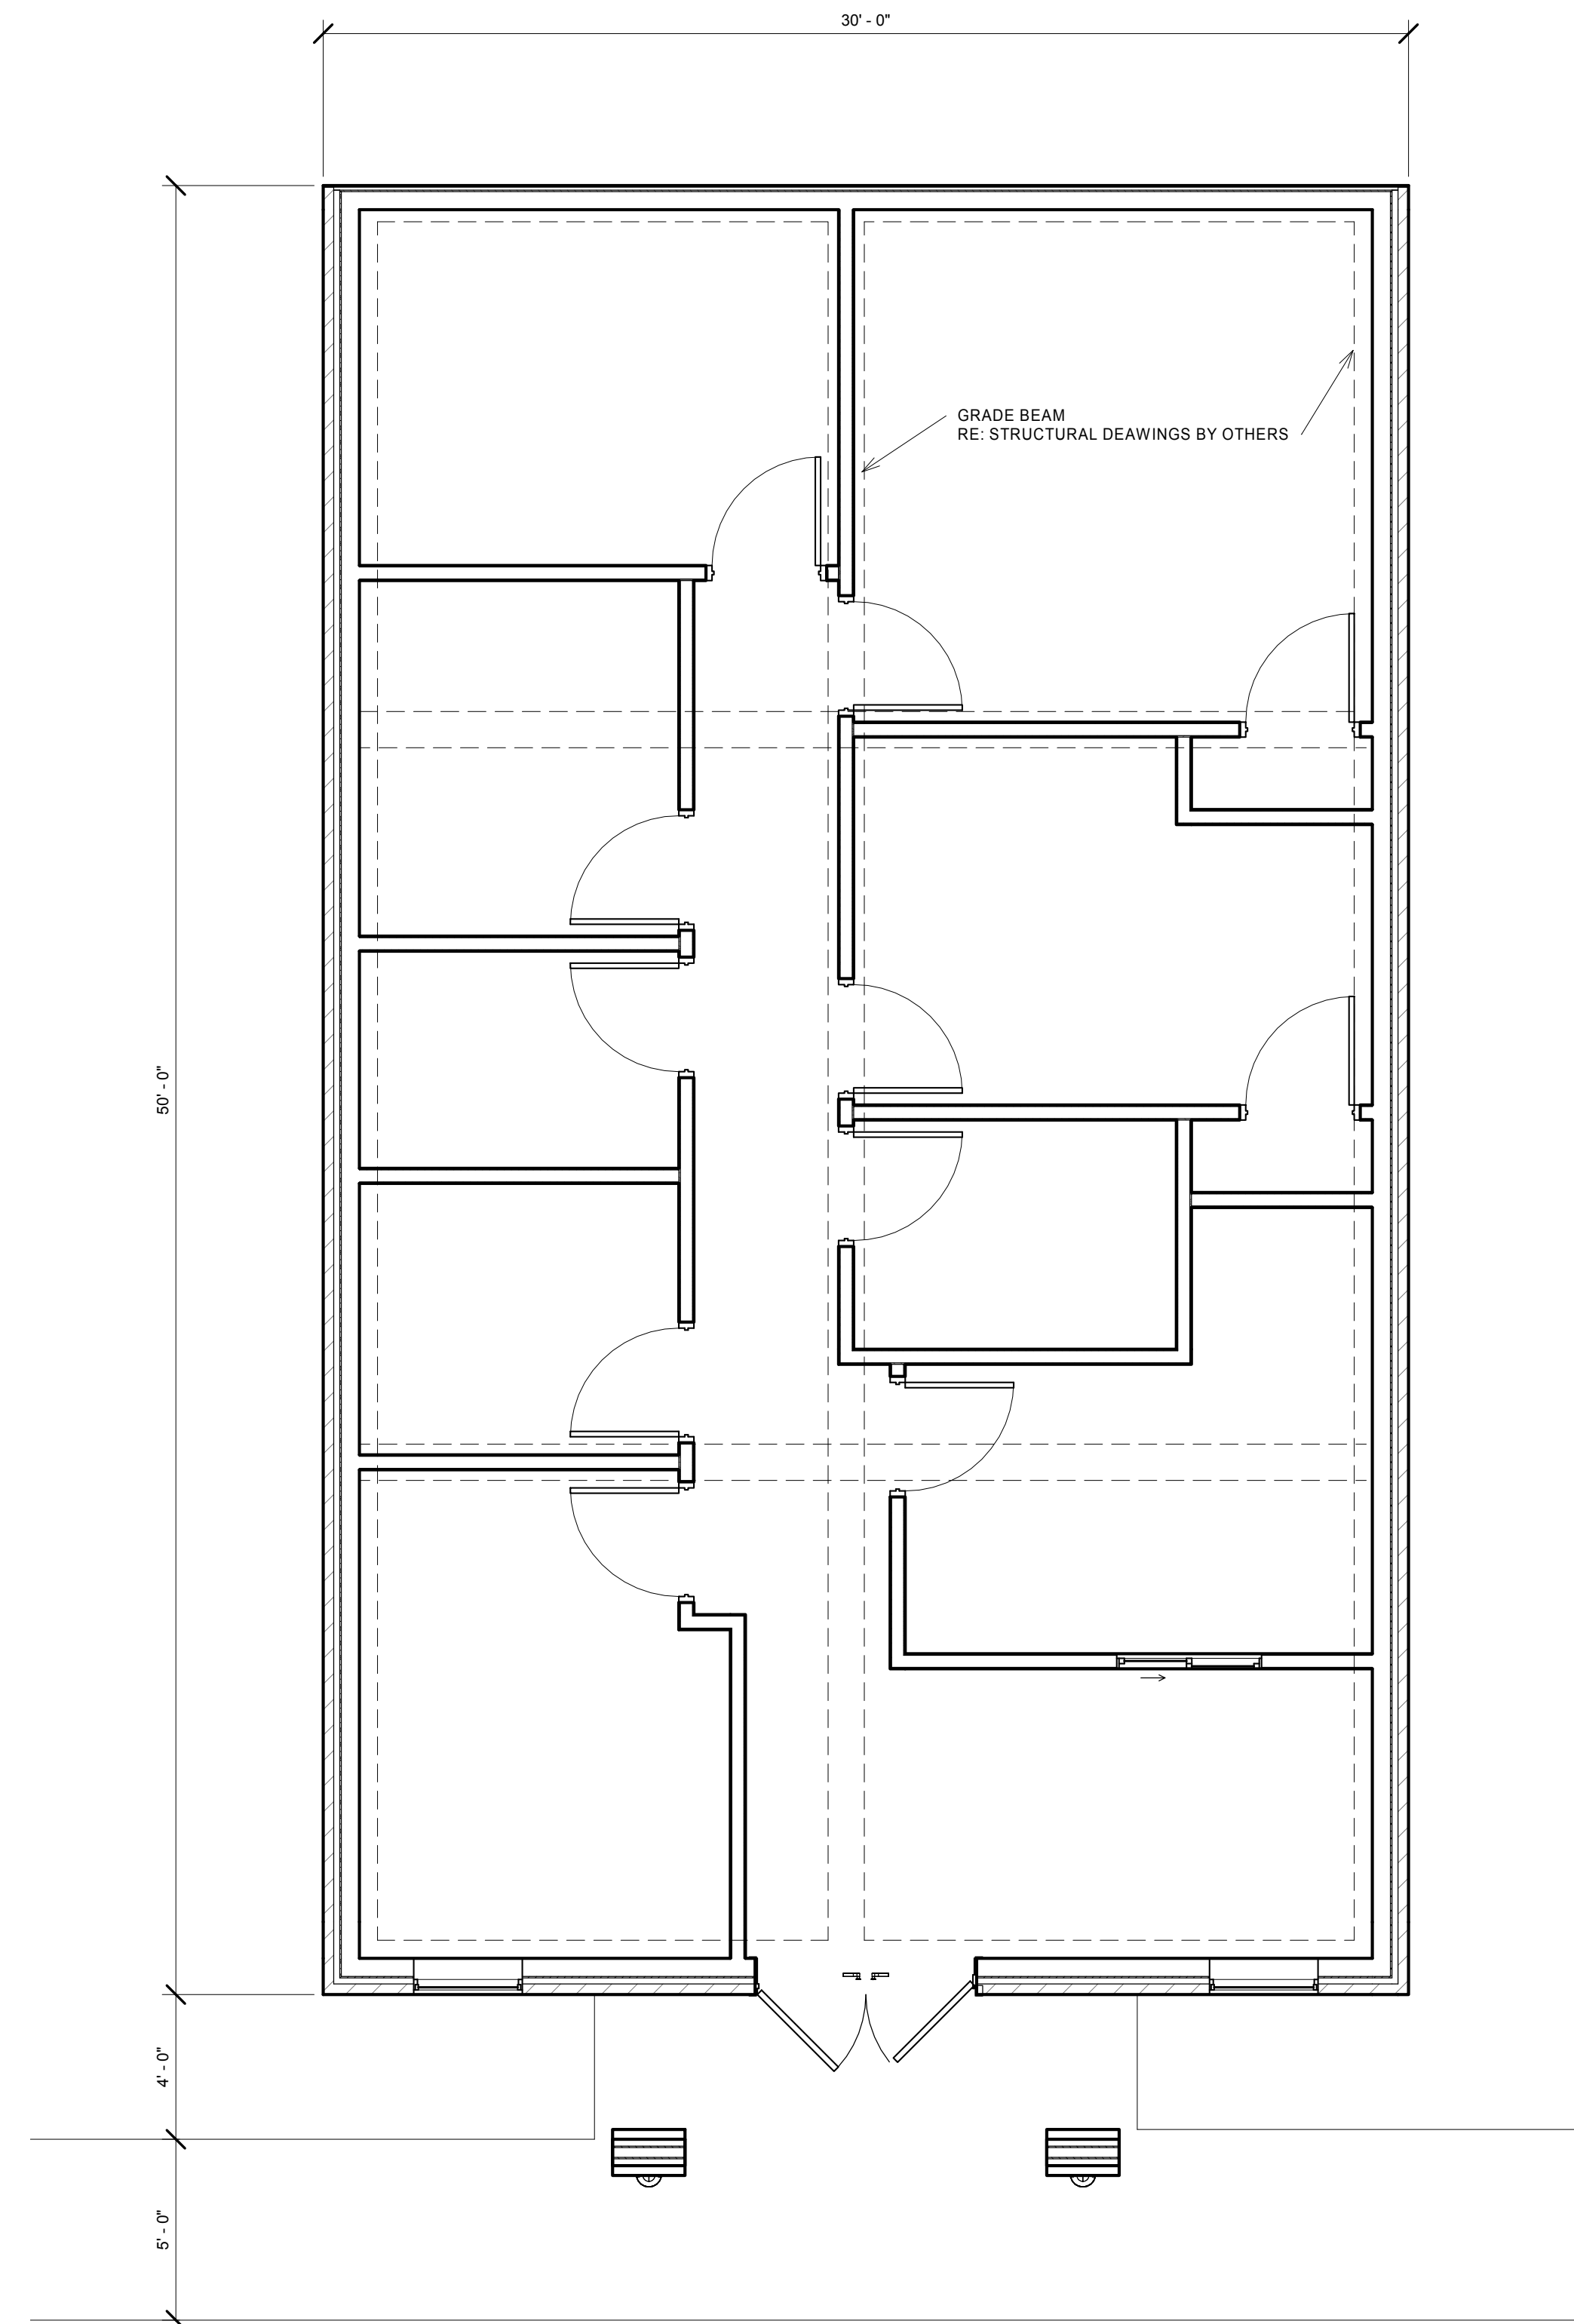 30' - 0"
GRADE BEAM
RE: STRUCTURAL DEAWINGS BY OTHERS
50' - 0"
4' - 0"
5' - 0"